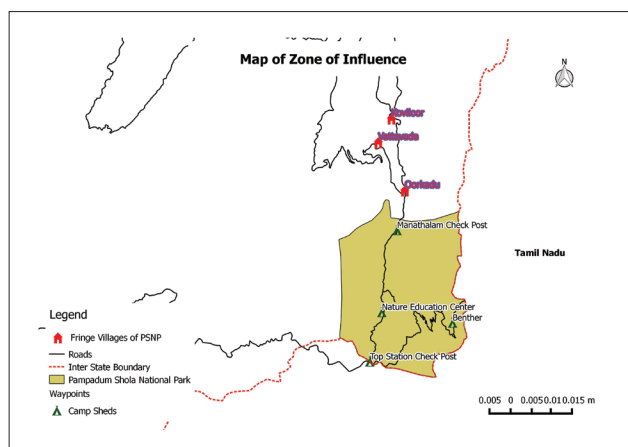 Map of Zone of Influence
Koviloor
Vattavada
Oorkadu
Manathalam Check Post
Tamil Nadu
Nature Education Center
Benther
Top Station Check Post
Legend
Fringe Villages of PSNP
Roads
Inter State Boundary
Pampadum Shola National Park
Waypoints
Camp Sheds
0.005 0 0.005 0.01 0.015 m